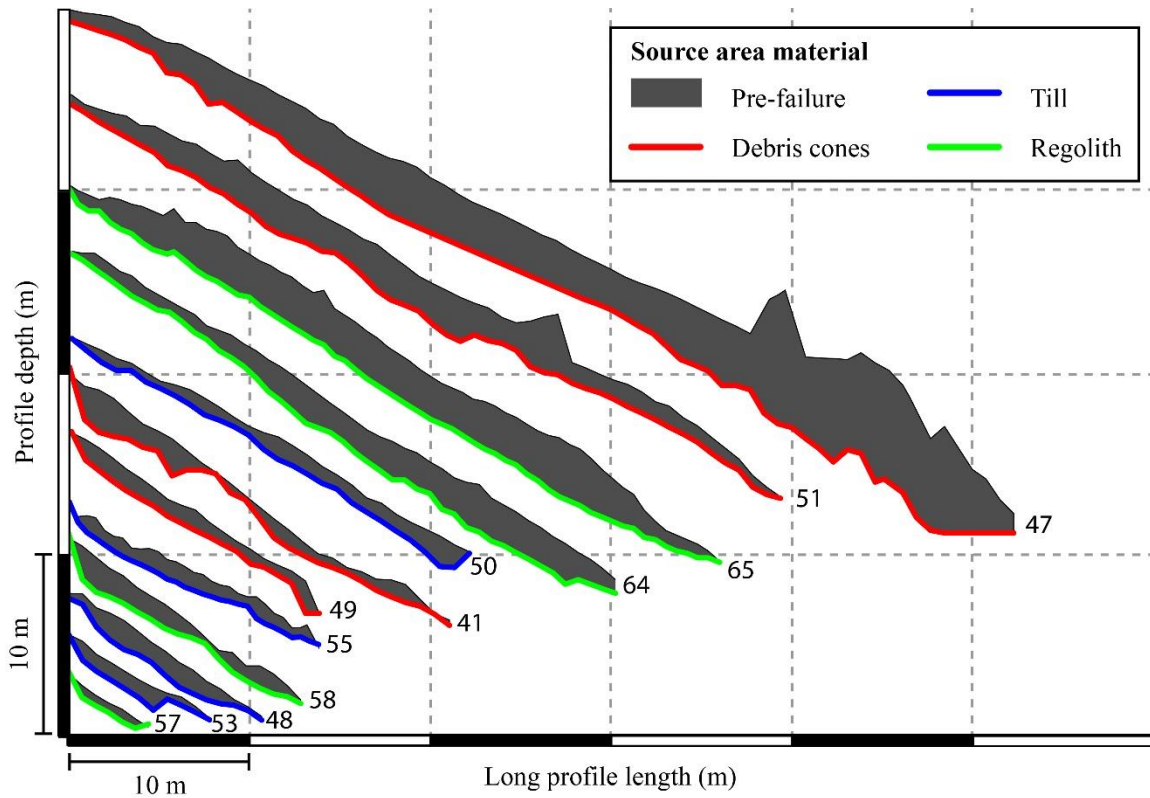 Source area material
Pre-failure
Till
Debris cones
Regolith
Profile depth (m)
51
47
50
65
64
49
41
55
10 m
58
57
53
48
10 m
Long profile length (m)